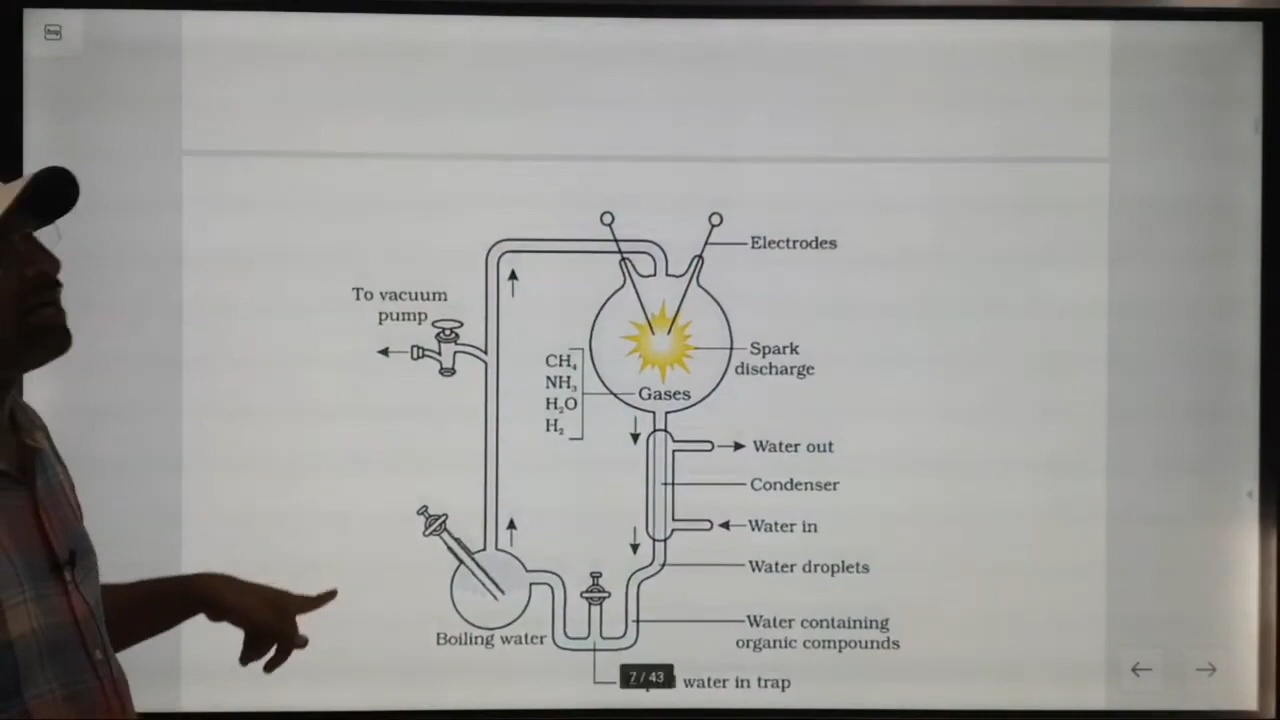 Electrodes
To vacuum
pump
Spark
discharge
CH₄
NH₃
H₂O
H₂
Gases
Water out
Condenser
Water in
Water droplets
Water containing
organic compounds
Boiling water
7 / 43
water in trap